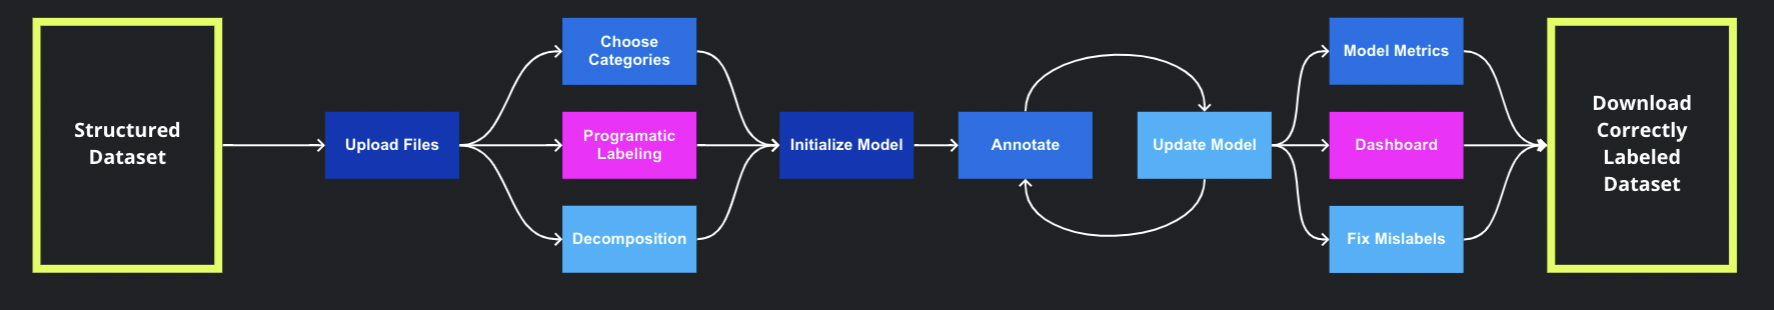 Structured
Dataset
Upload Files
Choose
Categories
Programatic
Labeling
Decomposition
Initialize Model
Annotate
Update Model
Model Metrics
Dashboard
Fix Mislabels
Download
Correctly
Labeled
Dataset